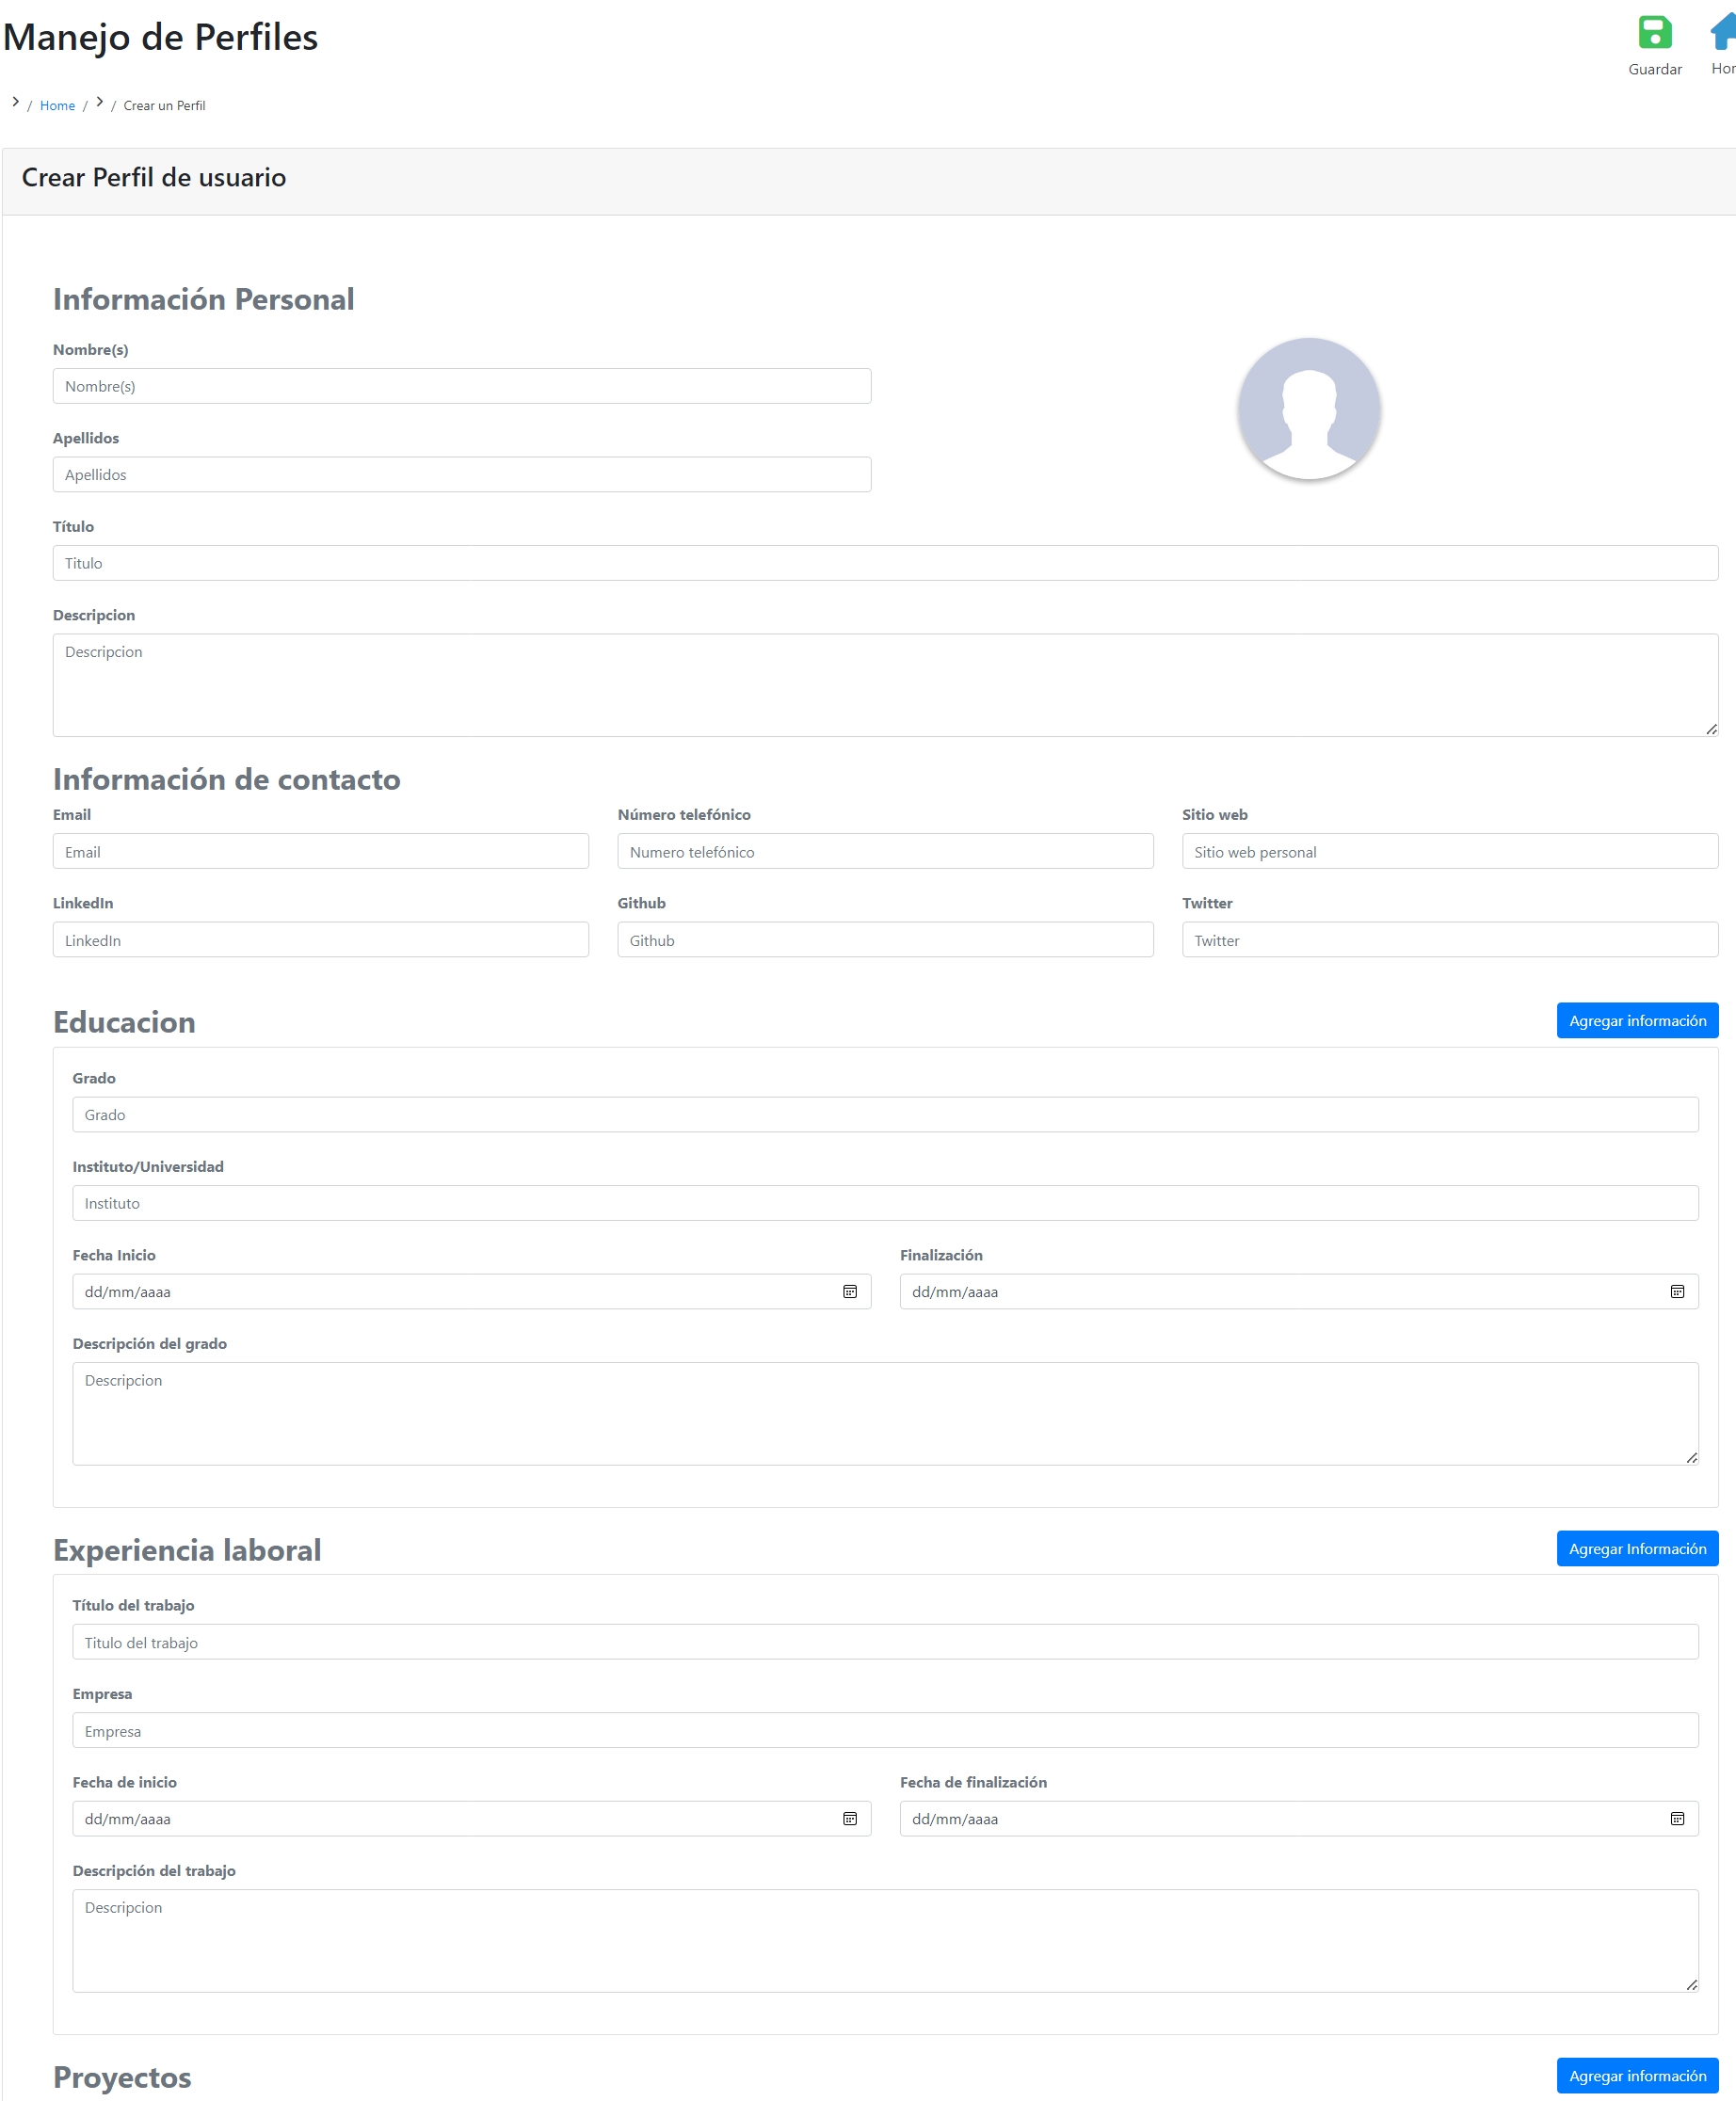 Manejo de Perfiles
Guardar
Hor
> / Home / > / Crear un Perfil
Crear Perfil de usuario
Información Personal
Nombre(s)
Nombre(s)
Apellidos
Apellidos
Título
Titulo
Descripcion
Descripcion
Información de contacto
Email Número telefónico Sitio web
Email Numero telefónico Sitio web personal
LinkedIn Github Twitter
LinkedIn Github Twitter
Educacion Agregar información
Grado
Grado
Instituto/Universidad
Instituto
Fecha Inicio Finalización
dd/mm/aaaa dd/mm/aaaa
Descripción del grado
Descripcion
Experiencia laboral Agregar Información
Título del trabajo
Titulo del trabajo
Empresa
Empresa
Fecha de inicio Fecha de finalización
dd/mm/aaaa dd/mm/aaaa
Descripción del trabajo
Descripcion
Proyectos Agregar información